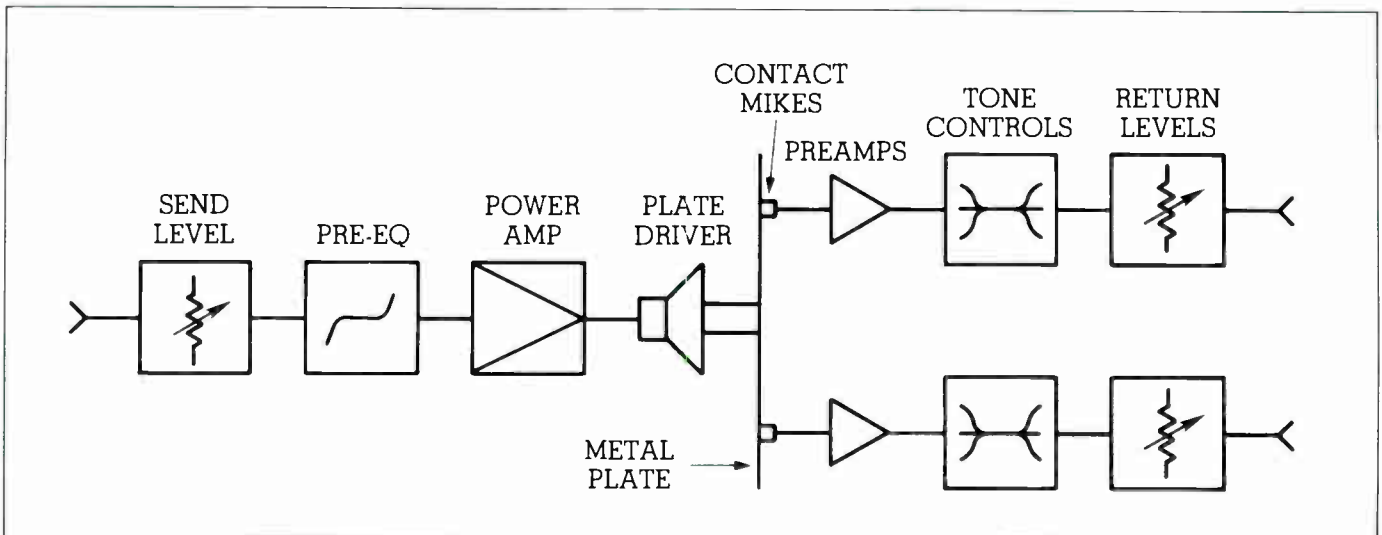 CONTACT
MIKES
TONE
CONTROLS
RETURN
LEVELS
PREAMPS
SEND
LEVEL
PRE-EQ
POWER
AMP
PLATE
DRIVER
METAL
PLATE